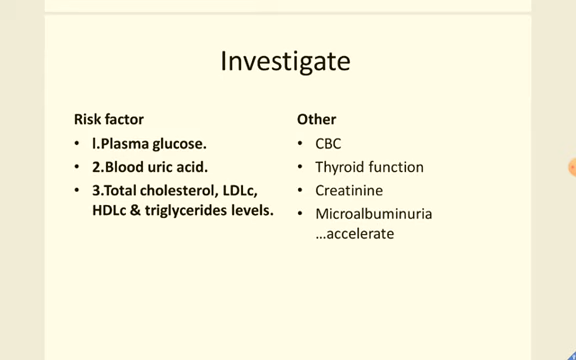 Investigate
Risk factor
• l.Plasma glucose.
• 2.Blood uric acid.
• 3.Total cholesterol, LDLc,
HDLc & triglycerides levels.
Other
• CBC
• Thyroid function
• Creatinine
• Microalbuminuria
...accelerate